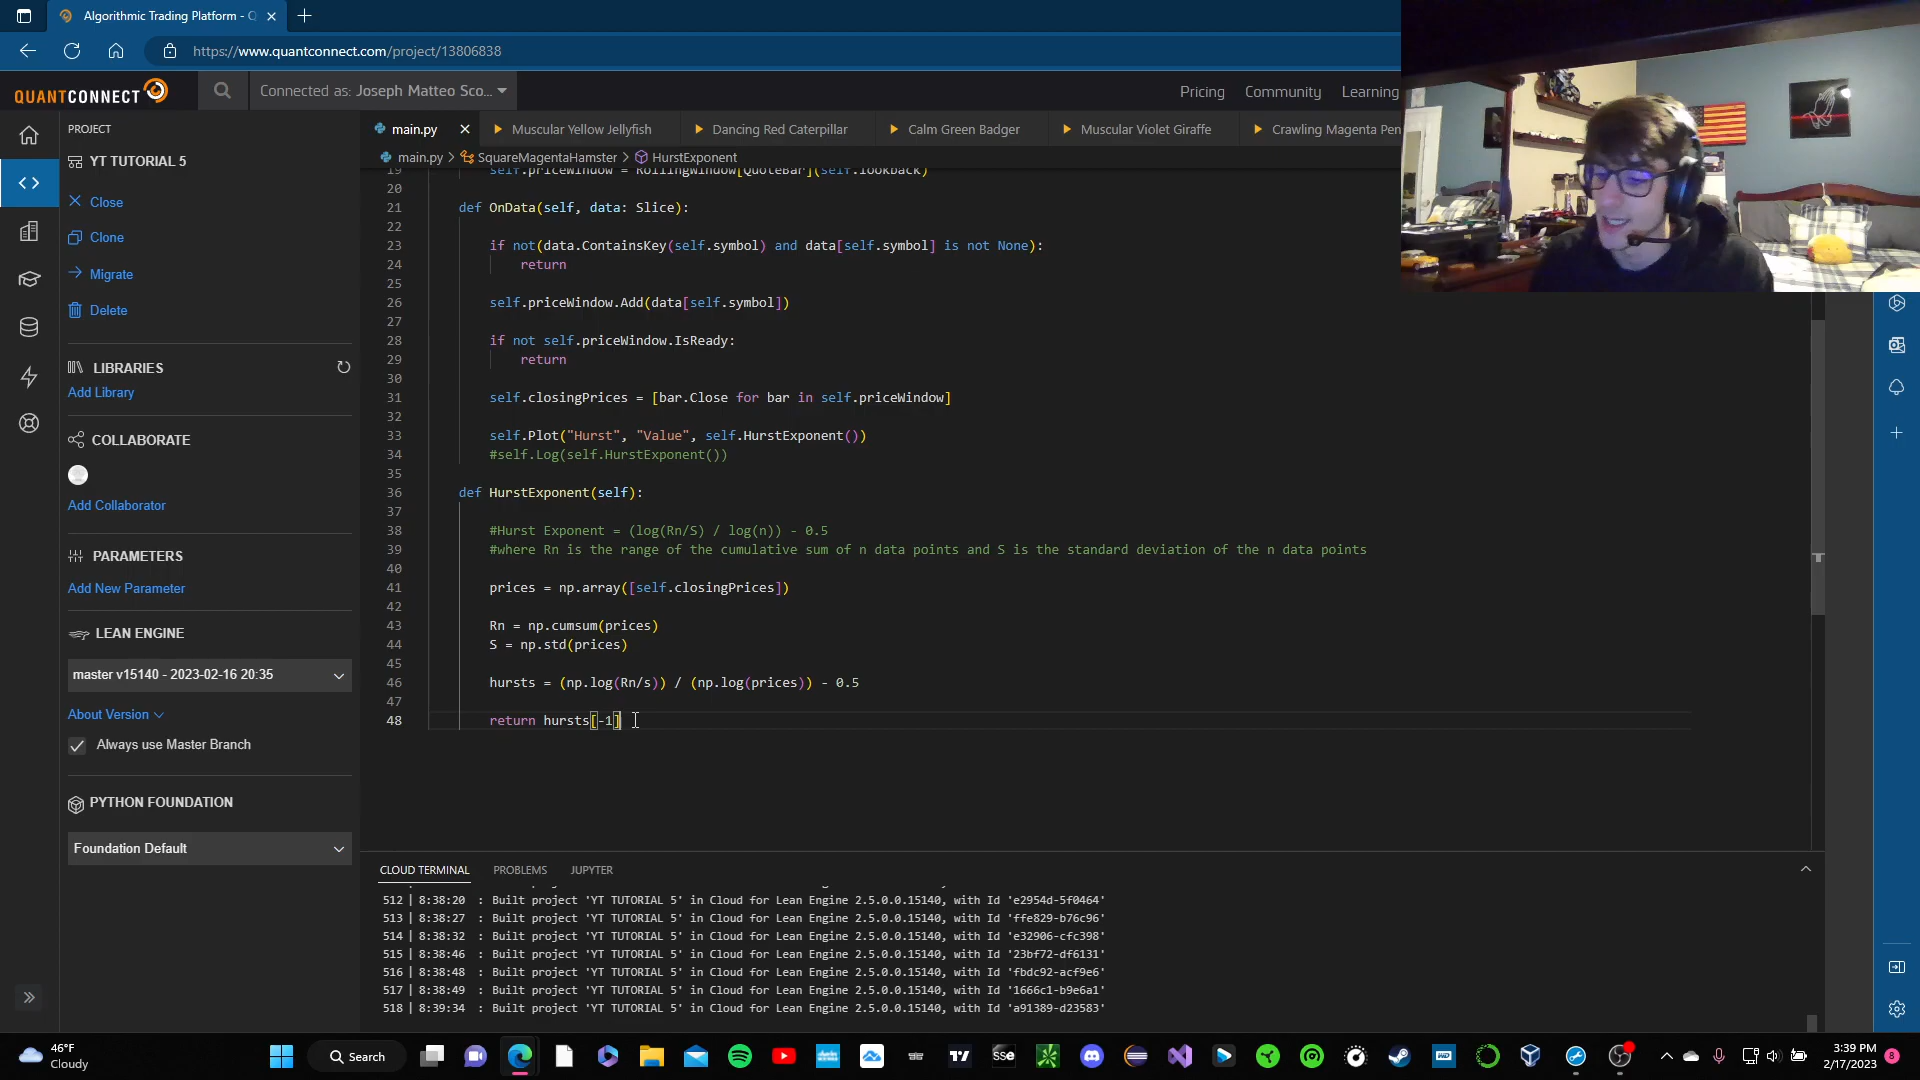 Algorithmic Trading Platform - Q
https://www.quantconnect.com/project/13806838
QUANTCONNECT
Connected as: Joseph Matteo Sco...
Pricing
Community
Learning
PROJECT
YT TUTORIAL 5
Close
Clone
Migrate
Delete
LIBRARIES
Add Library
COLLABORATE
Add Collaborator
PARAMETERS
Add New Parameter
LEAN ENGINE
master v15140 - 2023-02-16 20:35
About Version
Always use Master Branch
PYTHON FOUNDATION
Foundation Default
main.py
Muscular Yellow Jellyfish
Dancing Red Caterpillar
Calm Green Badger
Muscular Violet Giraffe
Crawling Magenta Pen
main.py > SquareMagentaHamster > HurstExponent
19 self.priceWindow = RollingWindow[QuoteBar](self.lookback)
20
21 def OnData(self, data: Slice):
22
23 if not(data.ContainsKey(self.symbol) and data[self.symbol] is not None):
24 return
25
26 self.priceWindow.Add(data[self.symbol])
27
28 if not self.priceWindow.IsReady:
29 return
30
31 self.closingPrices = [bar.Close for bar in self.priceWindow]
32
33 self.Plot("Hurst", "Value", self.HurstExponent())
34 #self.Log(self.HurstExponent())
35
36 def HurstExponent(self):
37
38 #Hurst Exponent = (log(Rn/S) / log(n)) - 0.5
39 #where Rn is the range of the cumulative sum of n data points and S is the standard deviation of the n data points
40
41 prices = np.array([self.closingPrices])
42
43 Rn = np.cumsum(prices)
44 S = np.std(prices)
45
46 hursts = (np.log(Rn/s)) / (np.log(prices)) - 0.5
47
48 return hursts[-1]
CLOUD TERMINAL
PROBLEMS
JUPYTER
512 | 8:38:20 : Built project 'YT TUTORIAL 5' in Cloud for Lean Engine 2.5.0.0.15140, with Id 'e2954d-5f0464'
513 | 8:38:27 : Built project 'YT TUTORIAL 5' in Cloud for Lean Engine 2.5.0.0.15140, with Id 'ffe829-b76c96'
514 | 8:38:32 : Built project 'YT TUTORIAL 5' in Cloud for Lean Engine 2.5.0.0.15140, with Id 'e32906-cfc398'
515 | 8:38:46 : Built project 'YT TUTORIAL 5' in Cloud for Lean Engine 2.5.0.0.15140, with Id '23bf72-df6131'
516 | 8:38:48 : Built project 'YT TUTORIAL 5' in Cloud for Lean Engine 2.5.0.0.15140, with Id 'fbdc92-acf9e6'
517 | 8:38:49 : Built project 'YT TUTORIAL 5' in Cloud for Lean Engine 2.5.0.0.15140, with Id '1666c1-b9e6a1'
518 | 8:39:34 : Built project 'YT TUTORIAL 5' in Cloud for Lean Engine 2.5.0.0.15140, with Id 'a91389-d23583'
46°F
Cloudy
Search
SSe
3:39 PM
2/17/2023
8